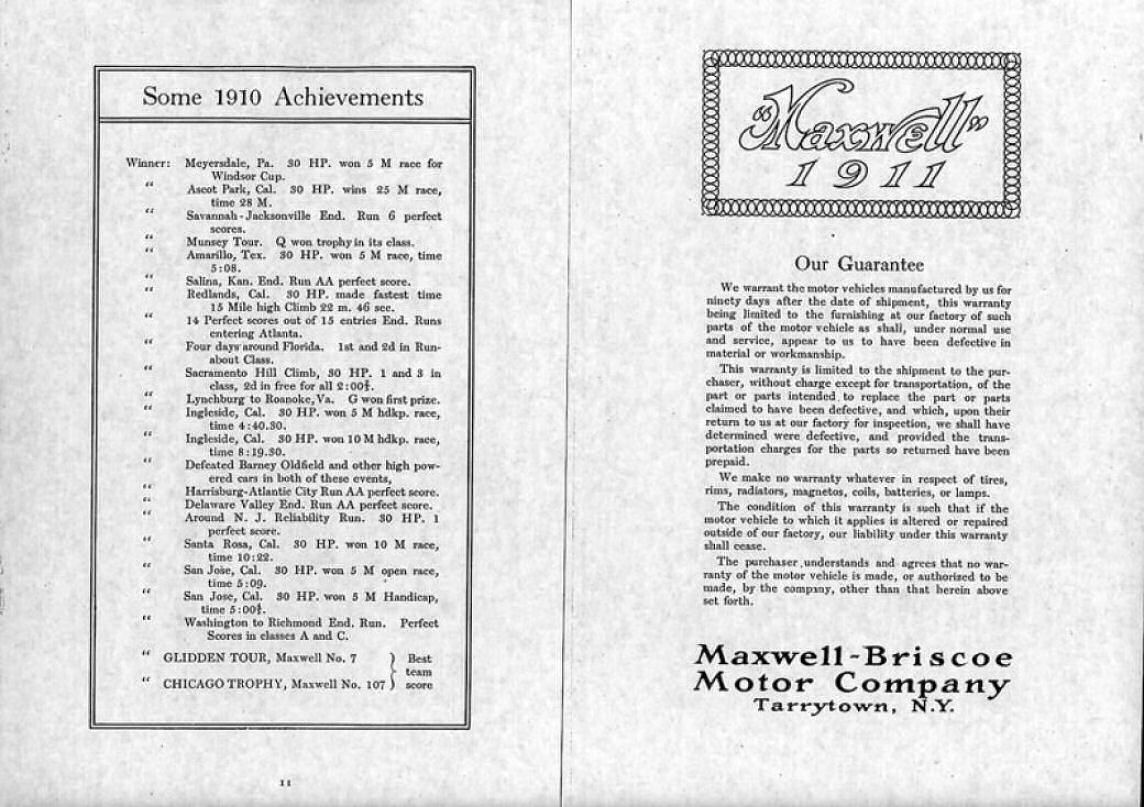 Some 1910 Achievements
Winner: Meyersdale, Pa. 30 HP. won 5 M race for
Windsor Cup.
“ Ascot Park, Cal. 30 HP. wins 25 M race,
time 28 M.
“ Savannah-Jacksonville End. Run 6 perfect
scores.
“ Munsey Tour. Q won trophy in its class.
“ Amarillo, Tex. 30 HP. won 5 M race, time
5:08.
“ Salina, Kan. End. Run AA perfect score.
“ Redlands, Cal. 30 HP. made fastest time
15 Mile high Climb 22 m. 46 sec.
“ 14 Perfect scores out of 15 entries End. Runs
entering Atlanta.
“ Four days around Florida. 1st and 2d in Run-
about Class.
“ Sacramento Hill Climb, 30 HP. 1 and 3 in
class, 2d in free for all
“ Lynchburg to Roanoke, Va. G won first prize.
“ Ingleside, Cal. 30 HP. won 5 M hdkp. race,
time 4:40.30.
“ Ingleside, Cal. 30 HP. won 10 M hdkp. race,
time 8:19.30.
“ Defeated Barney Oldfield and other high pow-
ered cars in both of these events,
“ Harrisburg-Atlantic City Run AA perfect score.
“ Delaware Valley End. Run AA perfect score.
“ Around N. J. Reliability Run. 30 HP. 1
perfect score.
“ Santa Rosa, Cal. 30 HP. won 10 M race,
time 10:22.
“ San Jose, Cal. 30 HP. won 5 M open race,
time 5:09.
“ San Jose, Cal. 30 HP. won 5 M Handicap,
time
“ Washington to Richmond End. Run. Perfect
Scores in classes A and C.
“ GLIDDEN TOUR, Maxwell No. 7
“ CHICAGO TROPHY, Maxwell No. 107
Best
team
score
11
“Maxwell”
1911
Our Guarantee
We warrant the motor vehicles manufactured by us for
ninety days after the date of shipment, this warranty
being limited to the furnishing at our factory of such
parts of the motor vehicle as shall, under normal use
and service, appear to us to have been defective in
material or workmanship.
This warranty is limited to the shipment to the pur-
chaser, without charge except for transportation, of the
part or parts intended to replace the part or parts
claimed to have been defective, and which, upon their
return to us at our factory for inspection, we shall have
determined were defective, and provided the trans-
portation charges for the parts so returned have been
prepaid.
We make no warranty whatever in respect of tires,
rims, radiators, magnetos, coils, batteries, or lamps.
The condition of this warranty is such that if the
motor vehicle to which it applies is altered or repaired
outside of our factory, our liability under this warranty
shall cease.
The purchaser understands and agrees that no war-
ranty of the motor vehicle is made, or authorized to be
made, by the company, other than that herein above
set forth.
Maxwell-Briscoe
Motor Company
Tarrytown, N.Y.